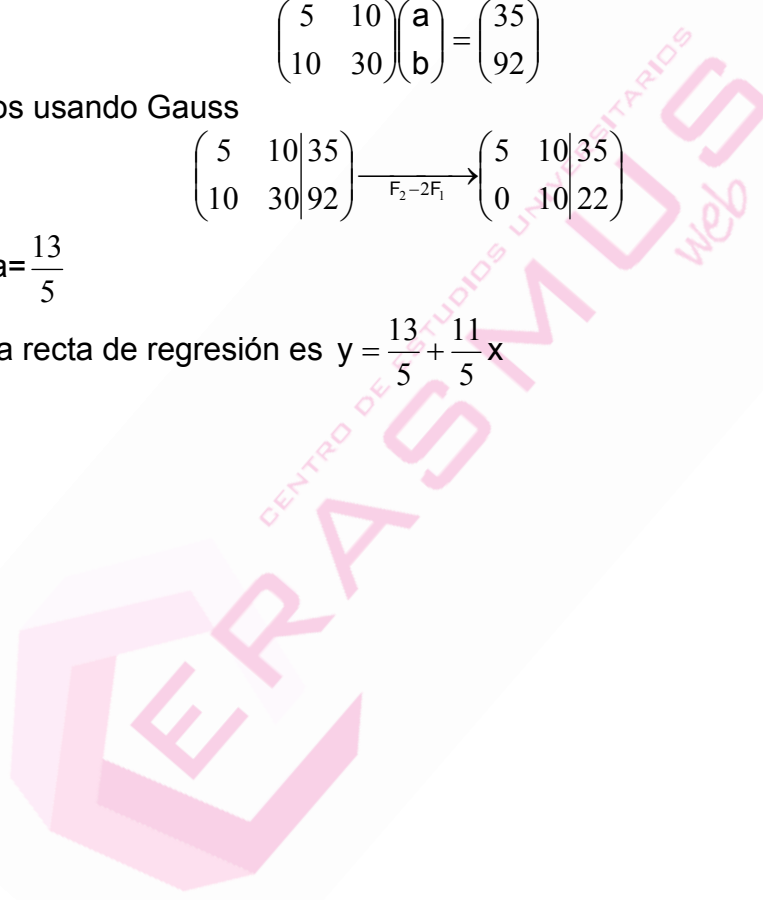 (5 10; 10 30)(a; b) = (35; 92)
os usando Gauss
(5 10|35; 10 30|92) F₂−2F₁→ (5 10|35; 0 10|22)
a=13/5
a recta de regresión es y = 13/5 + 11/5 x
CENTRO DE ESTUDIOS UNIVERSITARIOS
ERASMUS
Web